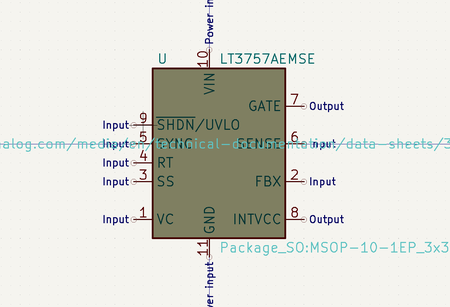 Power in
10
U LT3757AEMSE
VIN
GATE 7 Output
Input 9 SHDN/UVLO
Input 5 SYNC SENSE 6 Input
alog.com/media/en/technical-documentation/data-sheets/3
Input 4 RT
Input 3 SS FBX 2 Input
Input 1 VC GND INTVCC 8 Output
11
Package_SO:MSOP-10-1EP_3x3
wer input